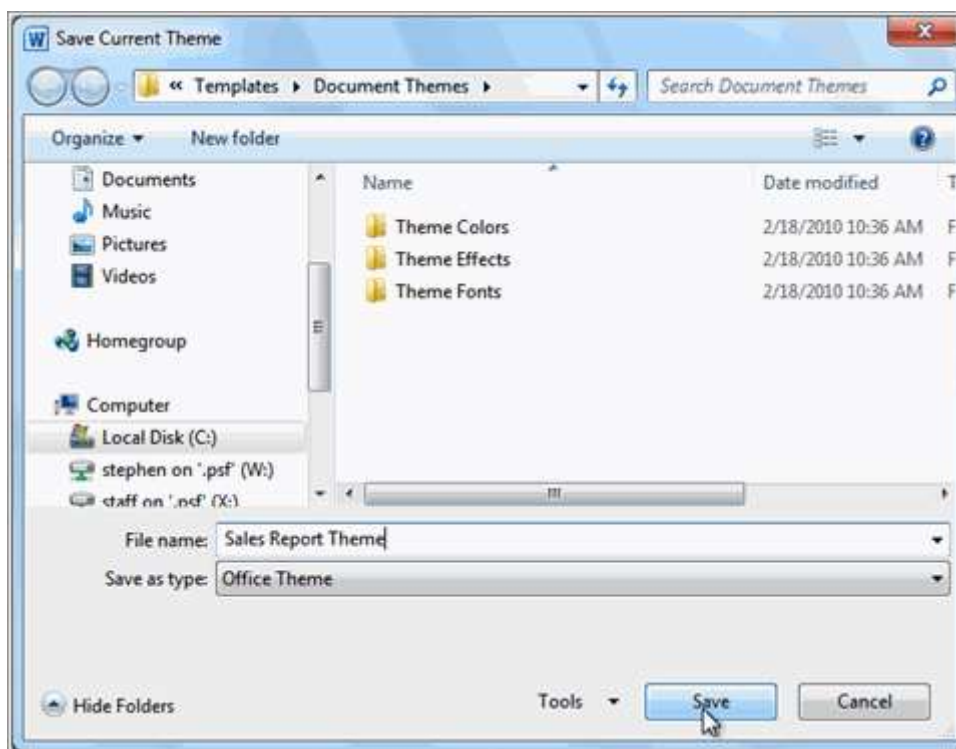 Save Current Theme
« Templates Document Themes Search Document Themes
Organize New folder
Documents
Music
Pictures
Videos
Homegroup
Computer
Local Disk (C:)
stephen on '.psf' (W:)
staff on '.psf' (X:)
Name Date modified
Theme Colors 2/18/2010 10:36 AM F
Theme Effects 2/18/2010 10:36 AM F
Theme Fonts 2/18/2010 10:36 AM F
File name: Sales Report Theme
Save as type: Office Theme
Hide Folders Tools Save Cancel